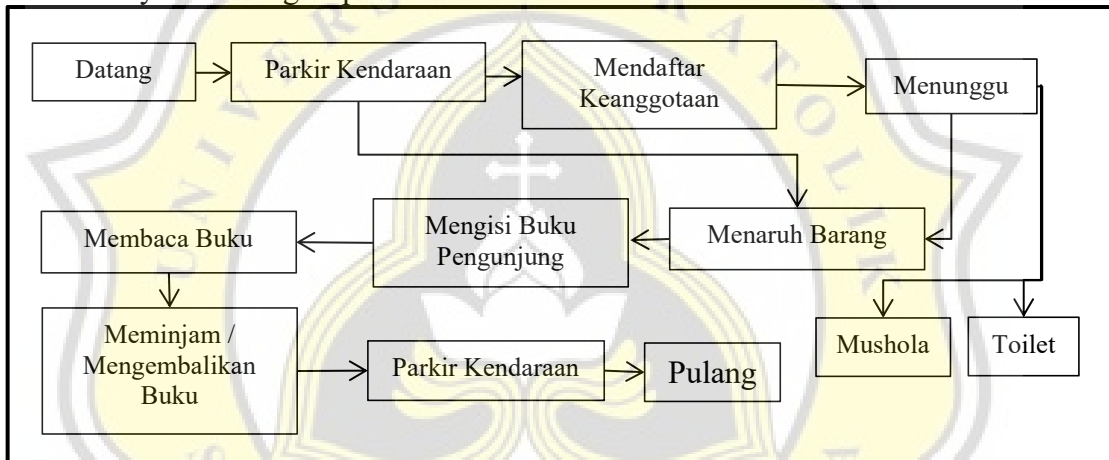 Datang
Parkir Kendaraan
Mendaftar
Keanggotaan
Menunggu
Membaca Buku
Mengisi Buku
Pengunjung
Menaruh Barang
Meminjam /
Mengembalikan
Buku
Parkir Kendaraan
Pulang
Mushola
Toilet